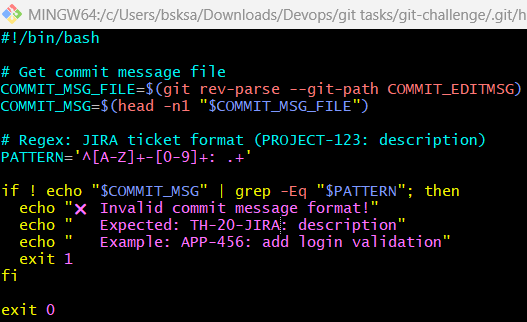 MINGW64:/c/Users/bsksa/Downloads/Devops/git tasks/git-challenge/.git/h
#!/bin/bash
# Get commit message file
COMMIT_MSG_FILE=$(git rev-parse --git-path COMMIT_EDITMSG)
COMMIT_MSG=$(head -n1 "$COMMIT_MSG_FILE")
# Regex: JIRA ticket format (PROJECT-123: description)
PATTERN='^[A-Z]+-[0-9]+: .+'
if ! echo "$COMMIT_MSG" | grep -Eq "$PATTERN"; then
  echo "❌ Invalid commit message format!"
  echo "   Expected: TH-20-JIRA: description"
  echo "   Example: APP-456: add login validation"
  exit 1
fi
exit 0